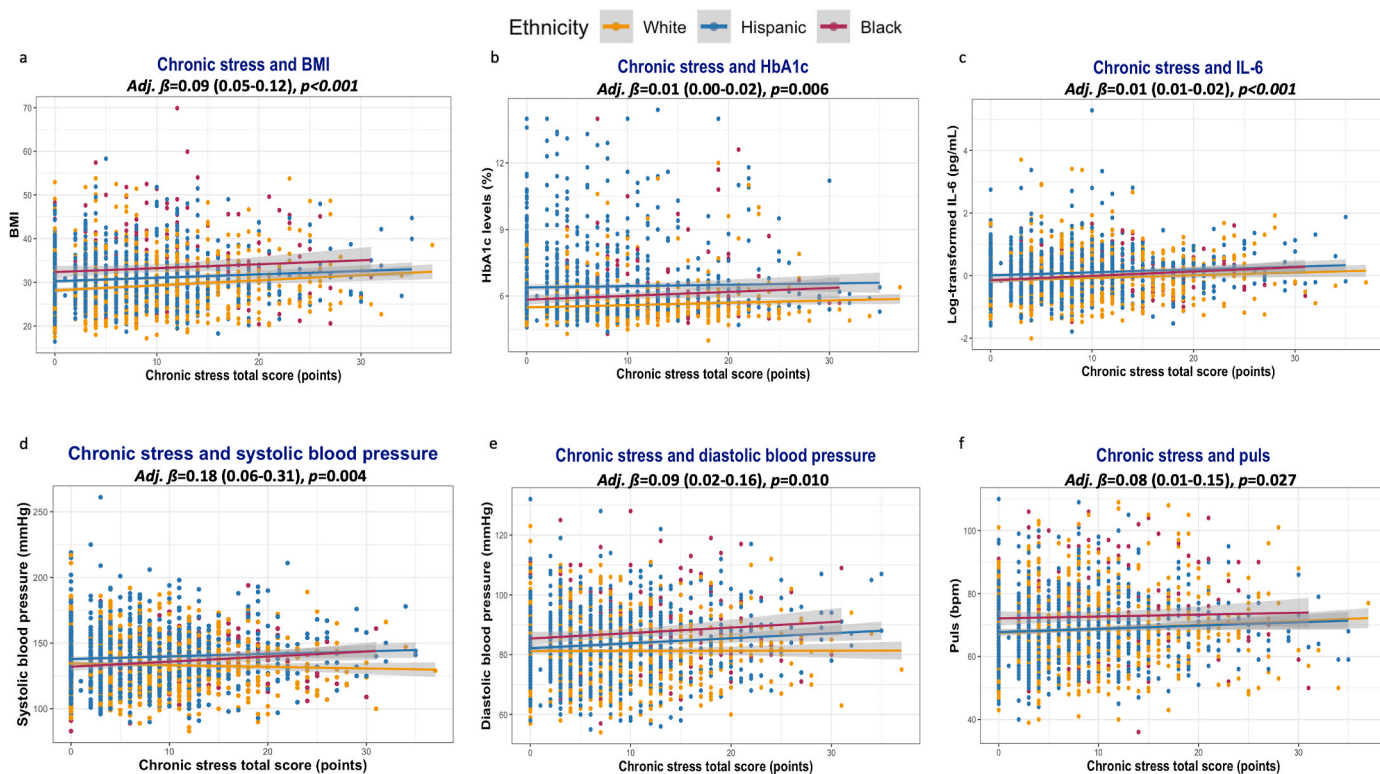 Ethnicity White Hispanic Black
a
Chronic stress and BMI
Adj. ß=0.09 (0.05-0.12), p<0.001
70
60
50
40
30
20
BMI
0 10 20 30
Chronic stress total score (points)
b
Chronic stress and HbA1c
Adj. ß=0.01 (0.00-0.02), p=0.006
12
9
6
HbA1c levels (%)
0 10 20 30
Chronic stress total score (points)
c
Chronic stress and IL-6
Adj. ß=0.01 (0.01-0.02), p<0.001
4
2
0
-2
Log-transformed IL-6 (pg/mL)
0 10 20 30
Chronic stress total score (points)
d
Chronic stress and systolic blood pressure
Adj. ß=0.18 (0.06-0.31), p=0.004
250
200
150
100
Systolic blood pressure (mmHg)
0 10 20 30
Chronic stress total score (points)
e
Chronic stress and diastolic blood pressure
Adj. ß=0.09 (0.02-0.16), p=0.010
120
100
80
60
Diastolic blood pressure (mmHg)
0 10 20 30
Chronic stress total score (points)
f
Chronic stress and puls
Adj. ß=0.08 (0.01-0.15), p=0.027
100
80
60
40
Puls (bpm)
0 10 20 30
Chronic stress total score (points)